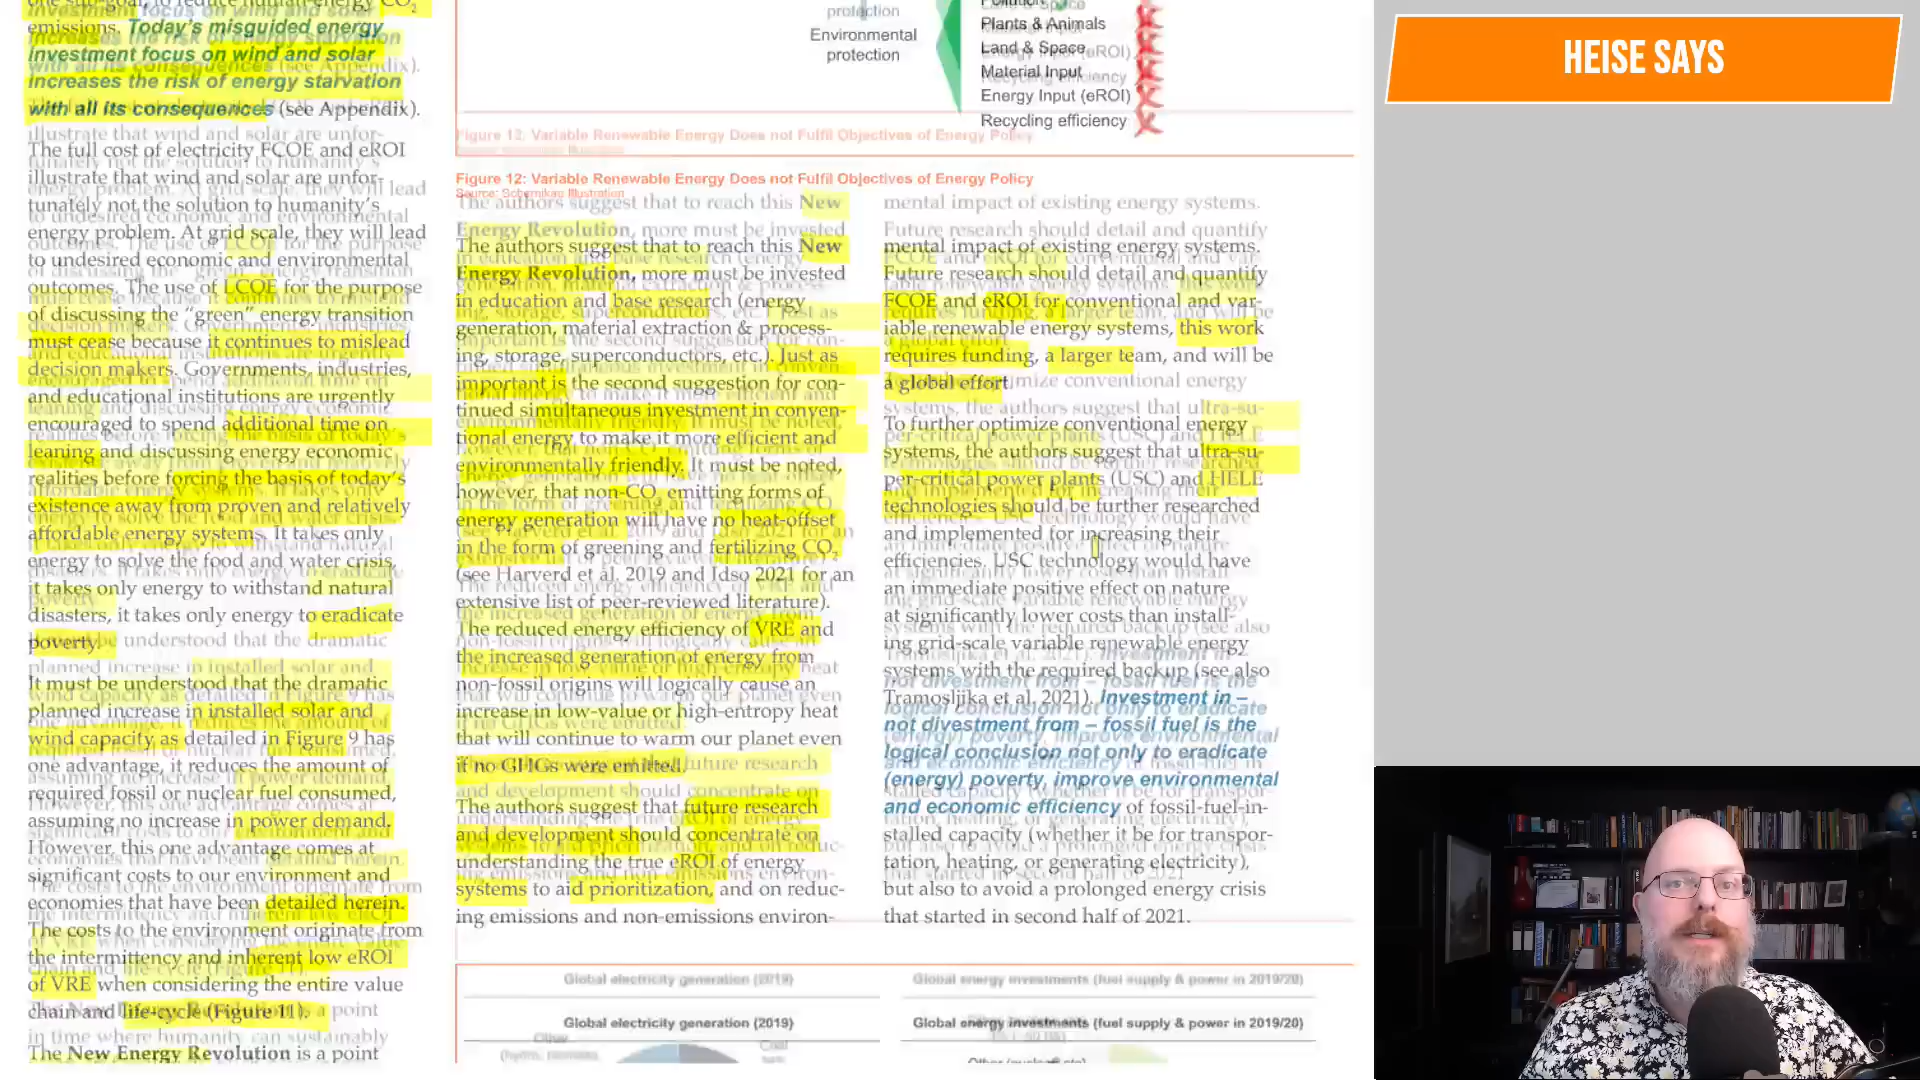 one sub-goal, to reduce human-energy CO2
emissions. Today's misguided energy
investment focus on wind and solar
increases the risk of energy starvation
with all its consequences (see Appendix).
The full cost of electricity FCOE and eROI
illustrate that wind and solar are unfor-
tunately not the solution to humanity's
energy problem. At grid scale, they will lead
to undesired economic and environmental
outcomes. The use of LCOE for the purpose
of discussing the "green" energy transition
must cease because it continues to mislead
decision makers. Governments, industries,
and educational institutions are urgently
encouraged to spend additional time on
leaning and discussing energy economic
realities before forcing the basis of today's
existence away from proven and relatively
affordable energy systems. It takes only
energy to solve the food and water crisis,
it takes only energy to withstand natural
disasters, it takes only energy to eradicate
poverty.
It must be understood that the dramatic
planned increase in installed solar and
wind capacity as detailed in Figure 9 has
one advantage, it reduces the amount of
required fossil or nuclear fuel consumed,
assuming no increase in power demand.
However, this one advantage comes at
significant costs to our environment and
economies that have been detailed herein.
The costs to the environment originate from
the intermittency and inherent low eROI
of VRE when considering the entire value
chain and life-cycle (Figure 11).
The New Energy Revolution is a point
protection
Environmental
protection
Plants & Animals
Land & Space
Material Input
Energy Input (eROI)
Recycling efficiency
Figure 12: Variable Renewable Energy Does not Fulfil Objectives of Energy Policy
Source: Schernikau Illustration
The authors suggest that to reach this New
Energy Revolution, more must be invested
in education and base research (energy
generation, material extraction & process-
ing, storage, superconductors, etc.). Just as
important is the second suggestion for con-
tinued simultaneous investment in conven-
tional energy to make it more efficient and
environmentally friendly. It must be noted,
however, that non-CO2 emitting forms of
energy generation will have no heat-offset
in the form of greening and fertilizing CO2
(see Harverd et al. 2019 and Idso 2021 for an
extensive list of peer-reviewed literature).
The reduced energy efficiency of VRE and
the increased generation of energy from
non-fossil origins will logically cause an
increase in low-value or high-entropy heat
that will continue to warm our planet even
if no GHGs were emitted.
The authors suggest that future research
and development should concentrate on
understanding the true eROI of energy
systems to aid prioritization, and on reduc-
ing emissions and non-emissions environ-
mental impact of existing energy systems.
Future research should detail and quantify
FCOE and eROI for conventional and var-
iable renewable energy systems, this work
requires funding, a larger team, and will be
a global effort.
To further optimize conventional energy
systems, the authors suggest that ultra-su-
per-critical power plants (USC) and HELE
technologies should be further researched
and implemented for increasing their
efficiencies. USC technology would have
an immediate positive effect on nature
at significantly lower costs than install-
ing grid-scale variable renewable energy
systems with the required backup (see also
Tramosljika et al, 2021). Investment in –
not divestment from – fossil fuel is the
logical conclusion not only to eradicate
(energy) poverty, improve environmental
and economic efficiency of fossil-fuel-in-
stalled capacity (whether it be for transpor-
tation, heating, or generating electricity),
but also to avoid a prolonged energy crisis
that started in second half of 2021.
Global electricity generation (2019)
Global energy investments (fuel supply & power in 2019/20)
HEISE SAYS